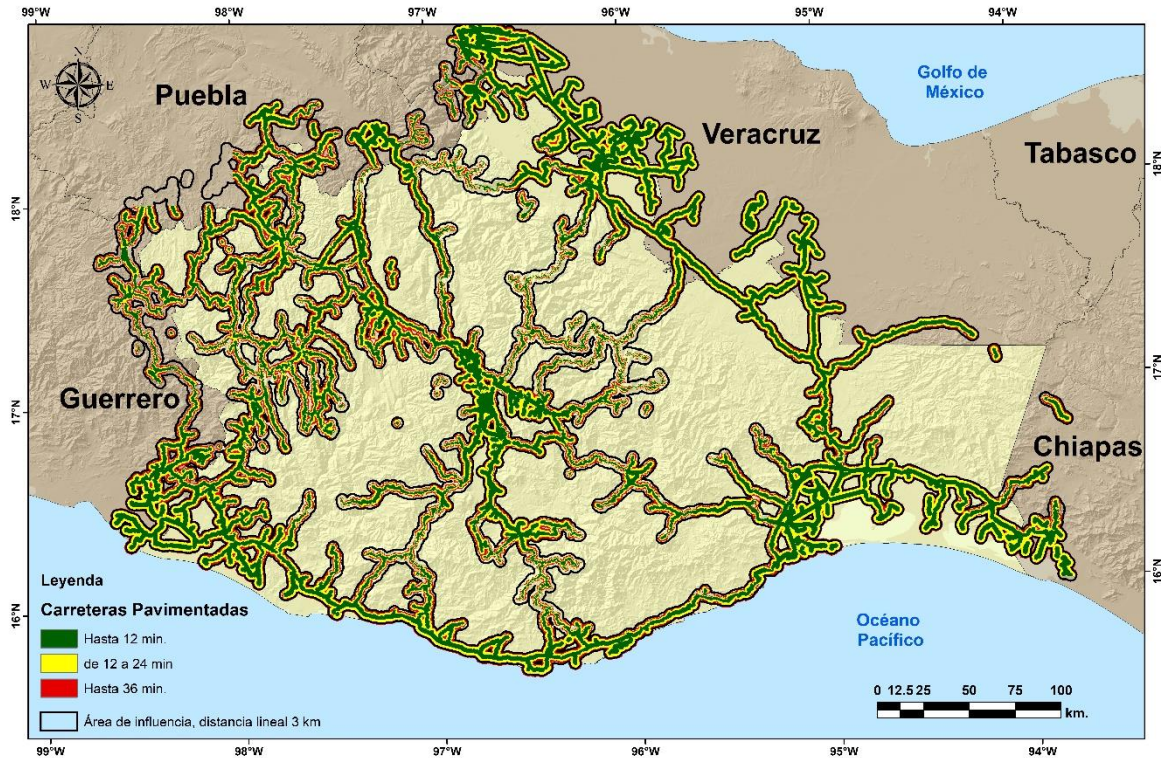 99°W 98°W 97°W 96°W 95°W 94°W
N
W E
S
Puebla
Golfo de
México
Veracruz
Tabasco
18°N 18°N
17°N 17°N
Guerrero
Chiapas
16°N 16°N
Leyenda
Carreteras Pavimentadas
Hasta 12 min.
de 12 a 24 min
Hasta 36 min.
Área de influencia, distancia lineal 3 km
Océano
Pacífico
0 12.5 25 50 75 100
km.
99°W 98°W 97°W 96°W 95°W 94°W